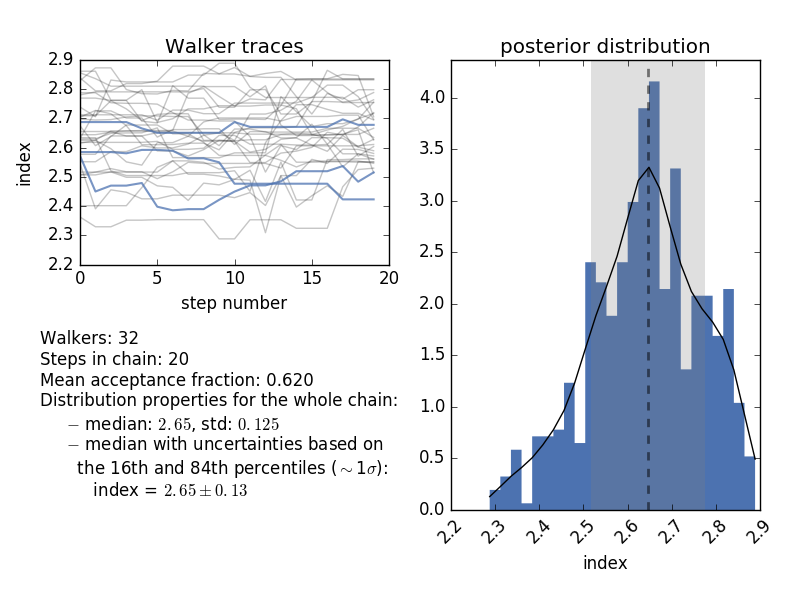 Walker traces
2.9
2.8
2.7
2.6
2.5
2.4
2.3
2.2
index
0 5 10 15 20
step number
Walkers: 32
Steps in chain: 20
Mean acceptance fraction: 0.620
Distribution properties for the whole chain:
− median: 2.65, std: 0.125
− median with uncertainties based on
the 16th and 84th percentiles (∼1σ):
index = 2.65±0.13
posterior distribution
4.0
3.5
3.0
2.5
2.0
1.5
1.0
0.5
0.0
2.2 2.3 2.4 2.5 2.6 2.7 2.8 2.9
index